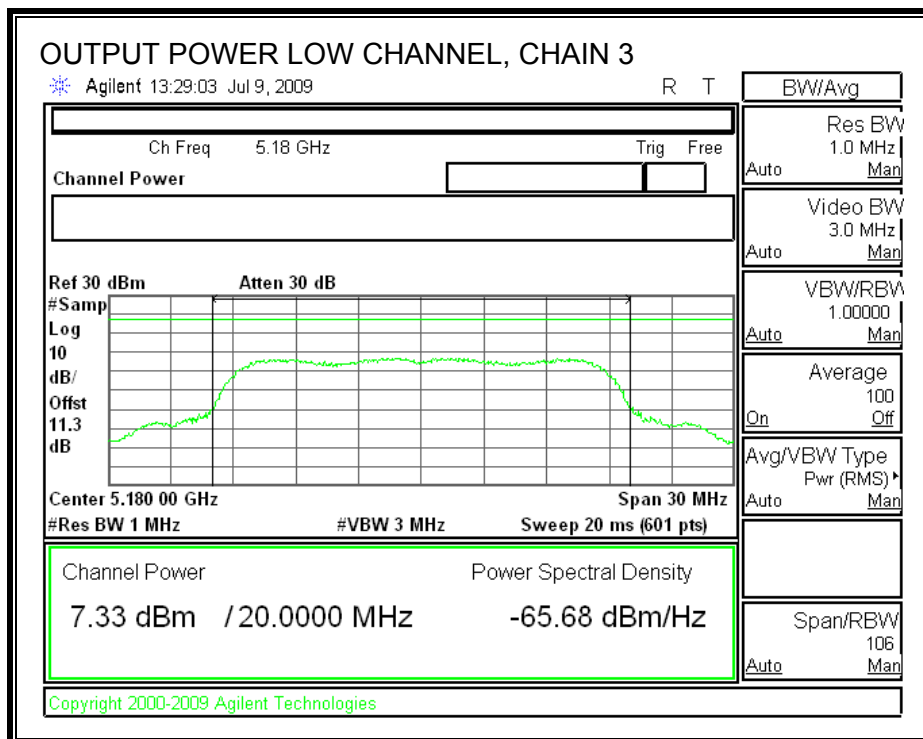 OUTPUT POWER LOW CHANNEL, CHAIN 3
Agilent 13:29:03 Jul 9, 2009
R T
Ch Freq 5.18 GHz
Trig Free
Channel Power
Ref 30 dBm
Atten 30 dB
#Samp
Log
10
dB/
Offst
11.3
dB
Center 5.180 00 GHz
Span 30 MHz
#Res BW 1 MHz
#VBW 3 MHz
Sweep 20 ms (601 pts)
Channel Power
Power Spectral Density
7.33 dBm / 20.0000 MHz
-65.68 dBm/Hz
Copyright 2000-2009 Agilent Technologies
BW/Avg
Res BW
1.0 MHz
Auto Man
Video BW
3.0 MHz
Auto Man
VBW/RBW
1.00000
Auto Man
Average
100
On Off
Avg/VBW Type
Pwr (RMS)
Auto Man
Span/RBW
106
Auto Man